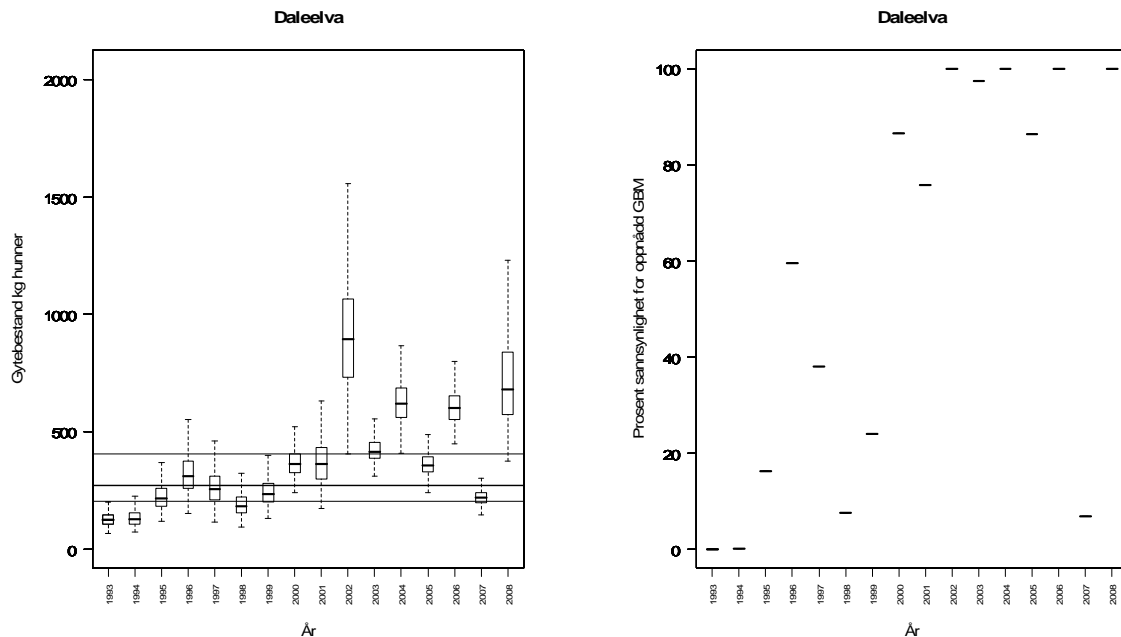 Daleelva
Gytebestand kg hunner
2000
1500
1000
500
0
1993 1994 1995 1996 1997 1998 1999 2000 2001 2002 2003 2004 2005 2006 2007 2008
År
Daleelva
Prosent sannsynlighet for oppnådd GBM
100
80
60
40
20
0
1993 1994 1995 1996 1997 1998 1999 2000 2001 2002 2003 2004 2005 2006 2007 2008
År